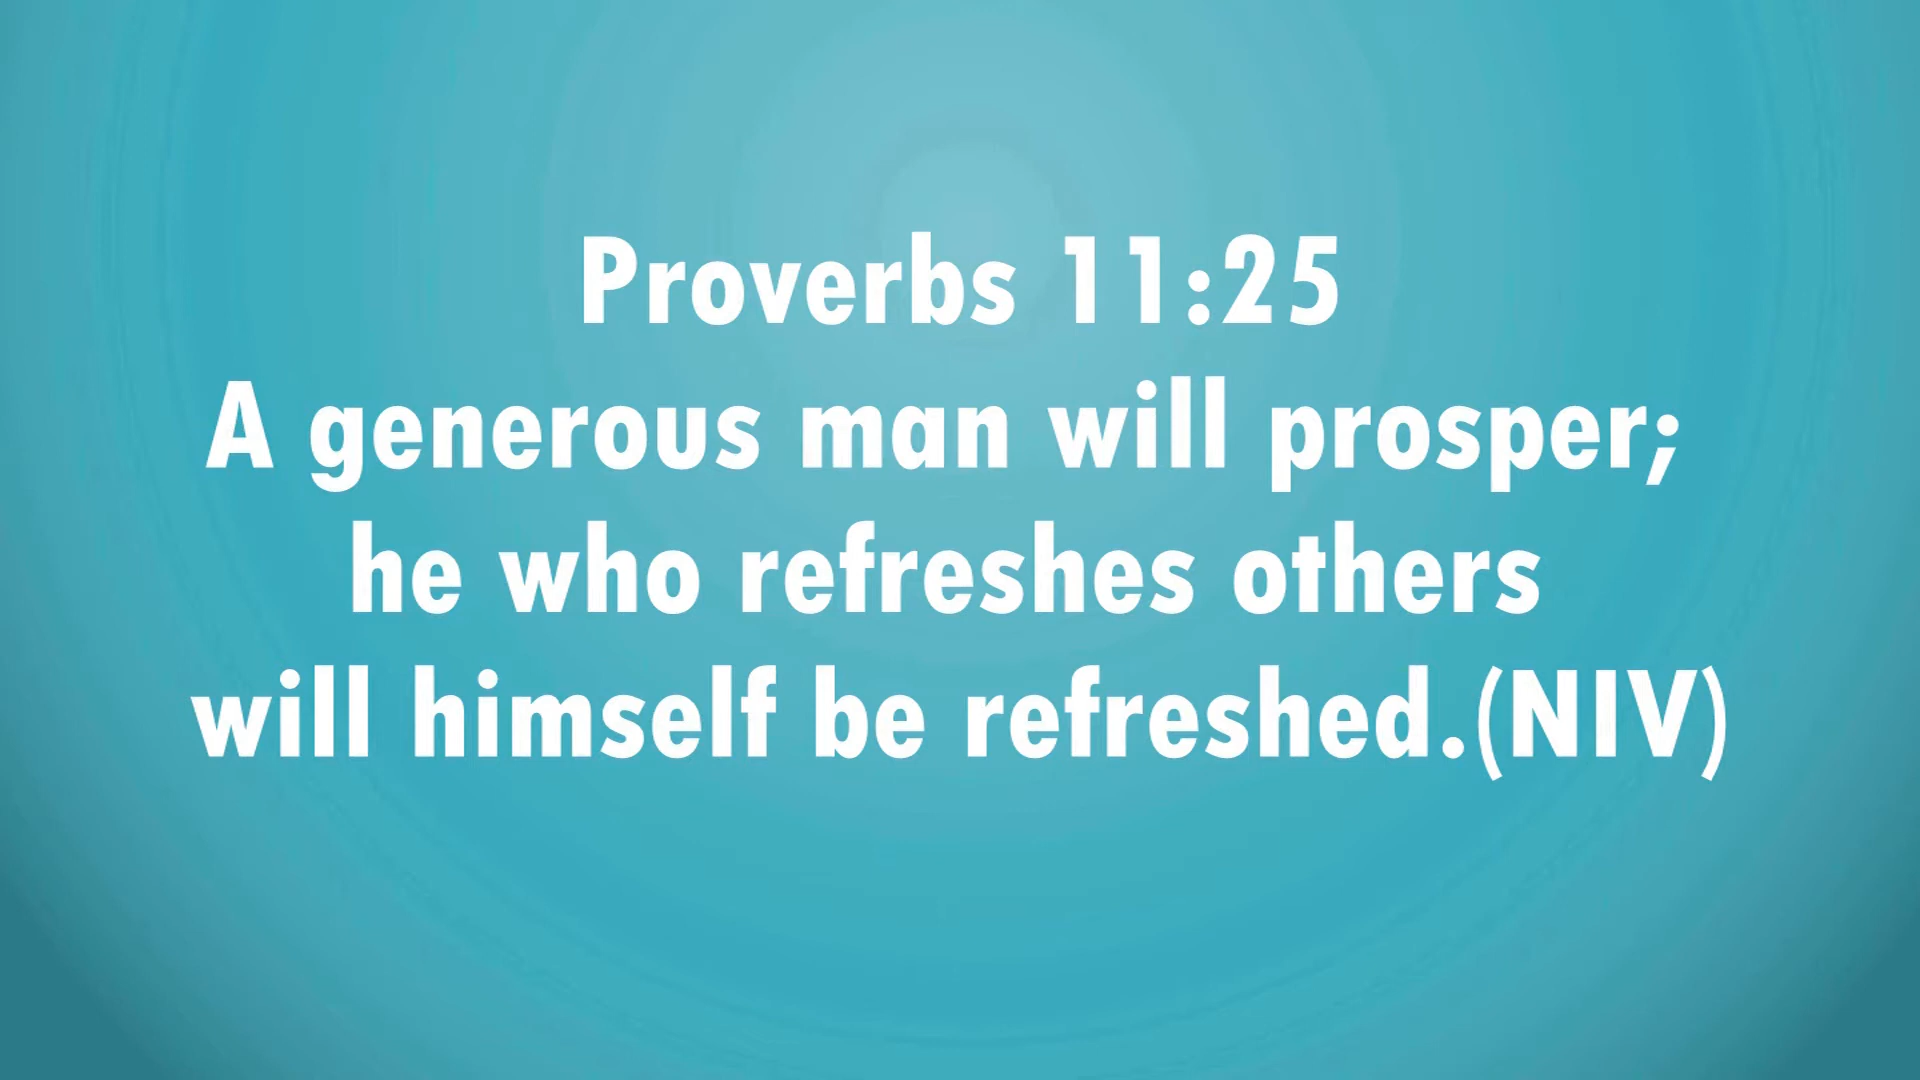 Proverbs 11:25
A generous man will prosper;
he who refreshes others
will himself be refreshed.(NIV)